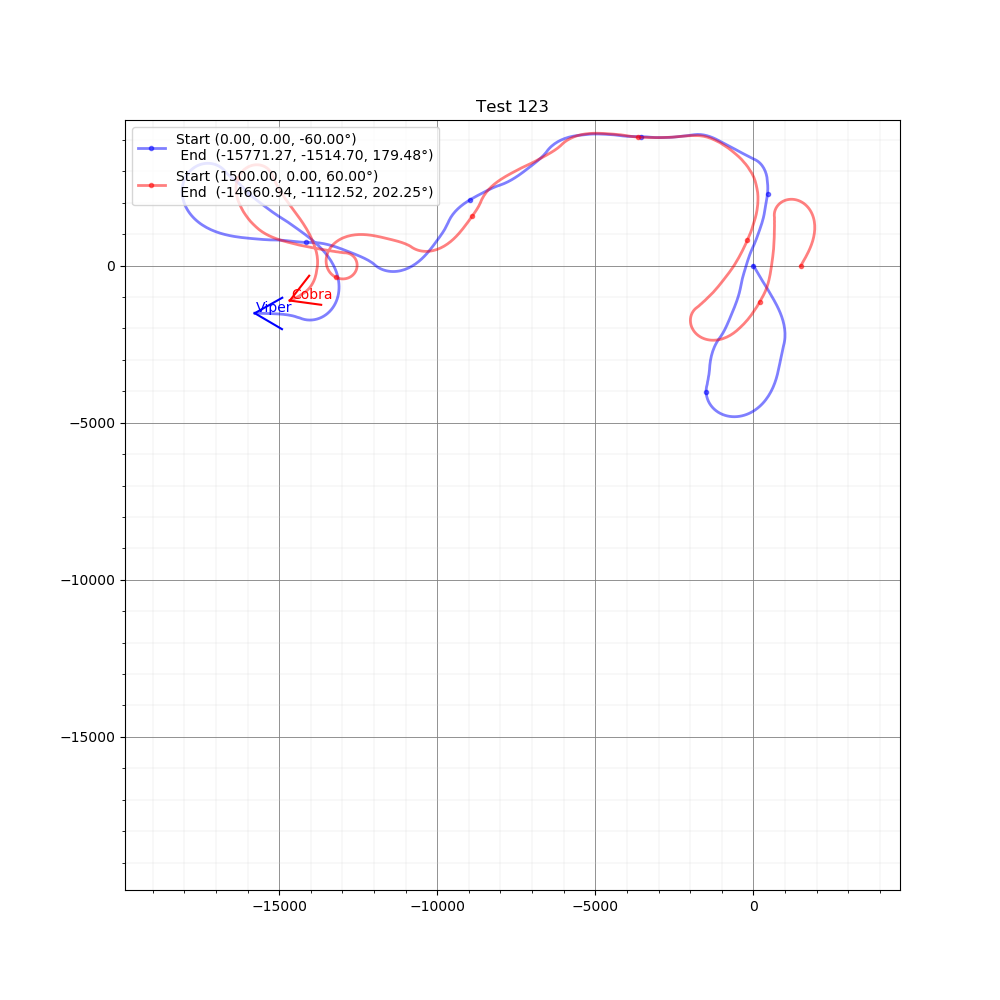 Test 123
Start (0.00, 0.00, -60.00°)
End (-15771.27, -1514.70, 179.48°)
Start (1500.00, 0.00, 60.00°)
End (-14660.94, -1112.52, 202.25°)
0
Cobra
Viper
−5000
−10000
−15000
−15000
−10000
−5000
0